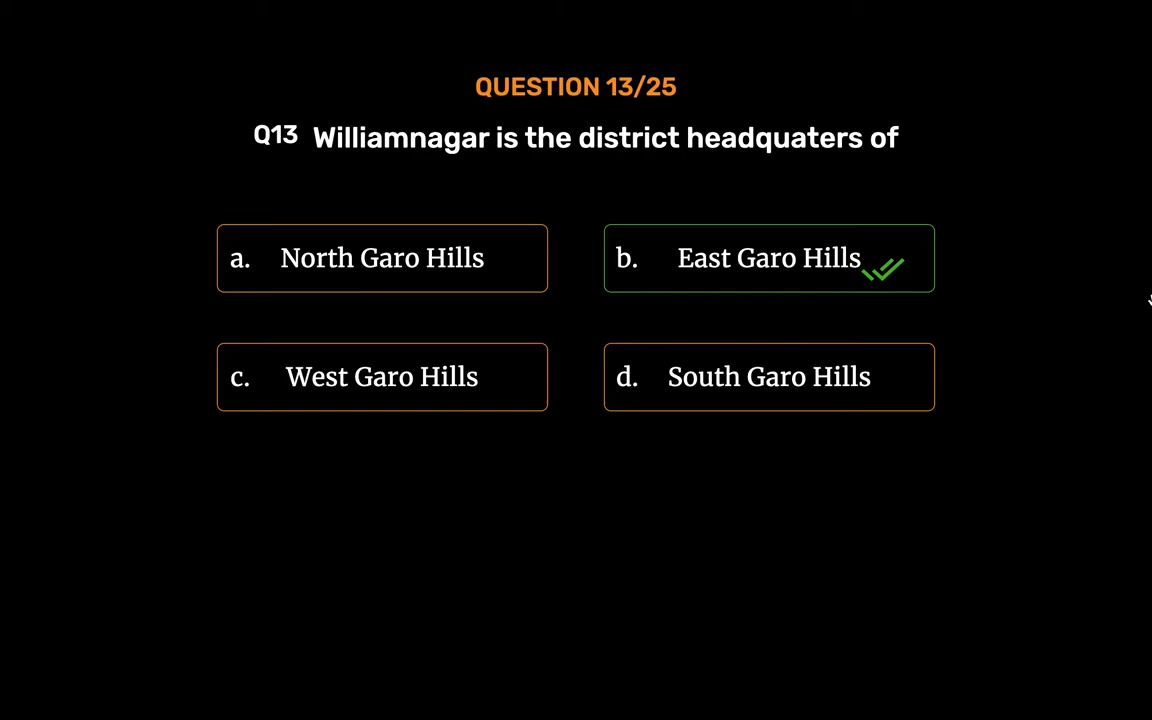 QUESTION 13/25
Q13 Williamnagar is the district headquaters of
a. North Garo Hills
b. East Garo Hills
c. West Garo Hills
d. South Garo Hills